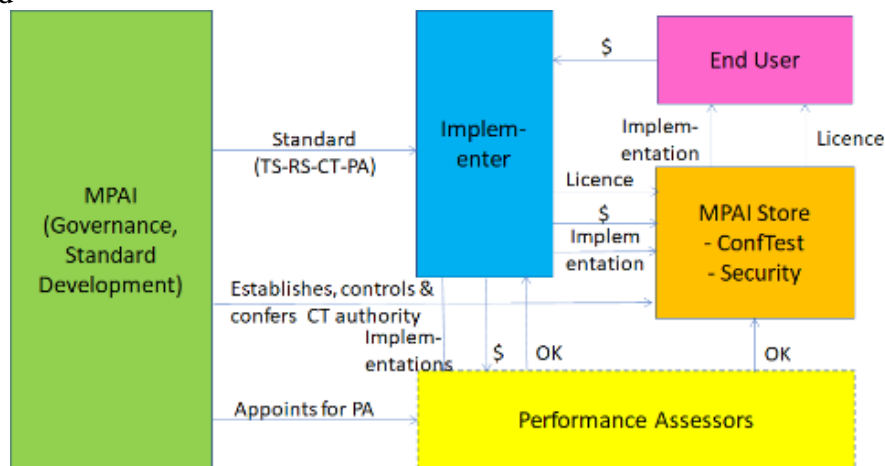 MPAI
(Governance,
Standard
Development)
Standard
(TS-RS-CT-PA)
Implem-
enter
$
End User
Implem-
entation
Licence
Licence
$
Implem
entation
MPAI Store
- ConfTest
- Security
Establishes, controls &
confers CT authority
Implem-
entations
$
OK
OK
Appoints for PA
Performance Assessors